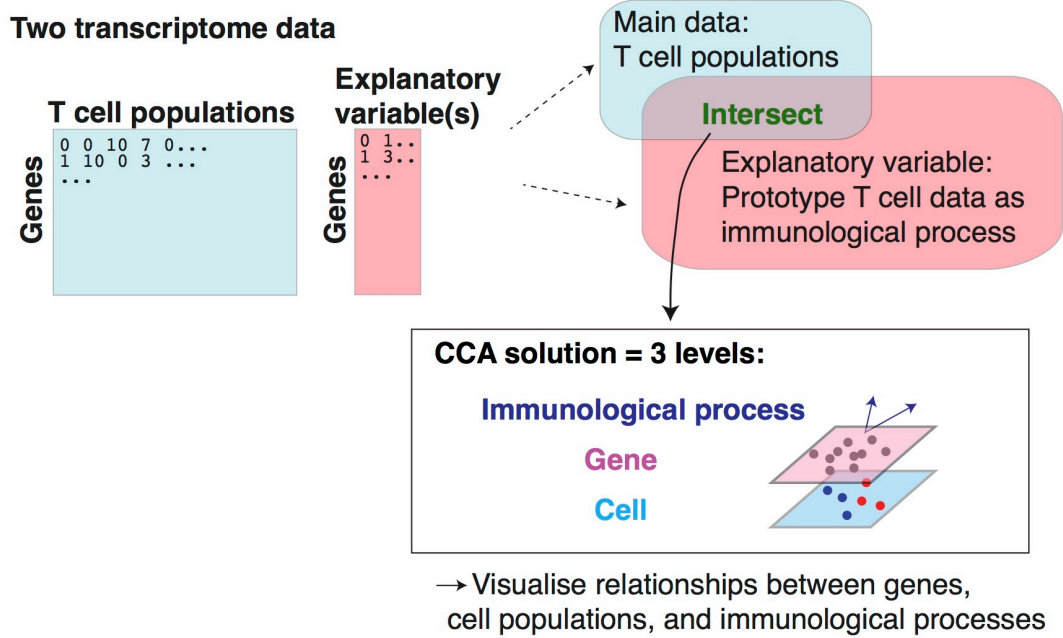 Two transcriptome data
T cell populations
Genes
0 0 10 7 0...
1 10 0 3 ...
...
Explanatory
variable(s)
Genes
0 1..
1 3..
...
Main data:
T cell populations
Intersect
Explanatory variable:
Prototype T cell data as
immunological process
CCA solution = 3 levels:
Immunological process
Gene
Cell
→ Visualise relationships between genes,
cell populations, and immunological processes